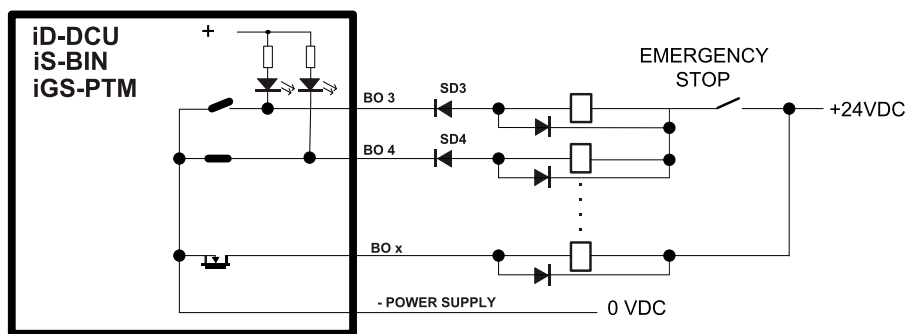 iD-DCU
iS-BIN
iGS-PTM
+
EMERGENCY
STOP
BO 3
SD3
+24VDC
BO 4
SD4
BO x
- POWER SUPPLY
0 VDC